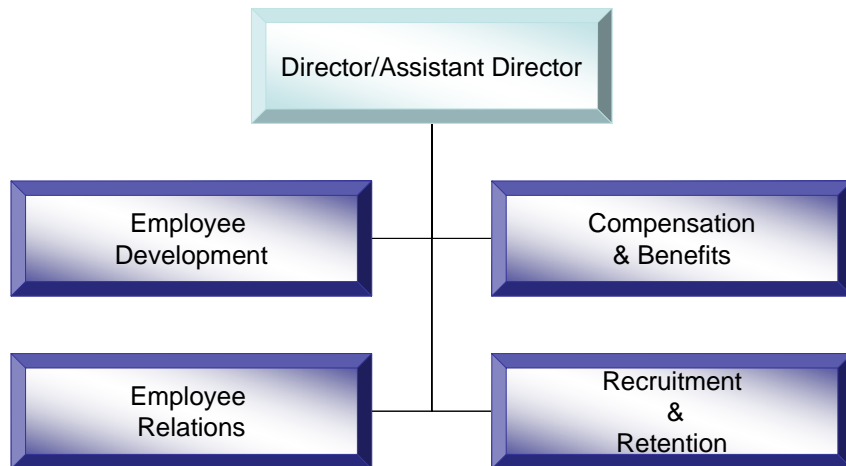 Director/Assistant Director
Employee
Development
Compensation
& Benefits
Employee
Relations
Recruitment
&
Retention